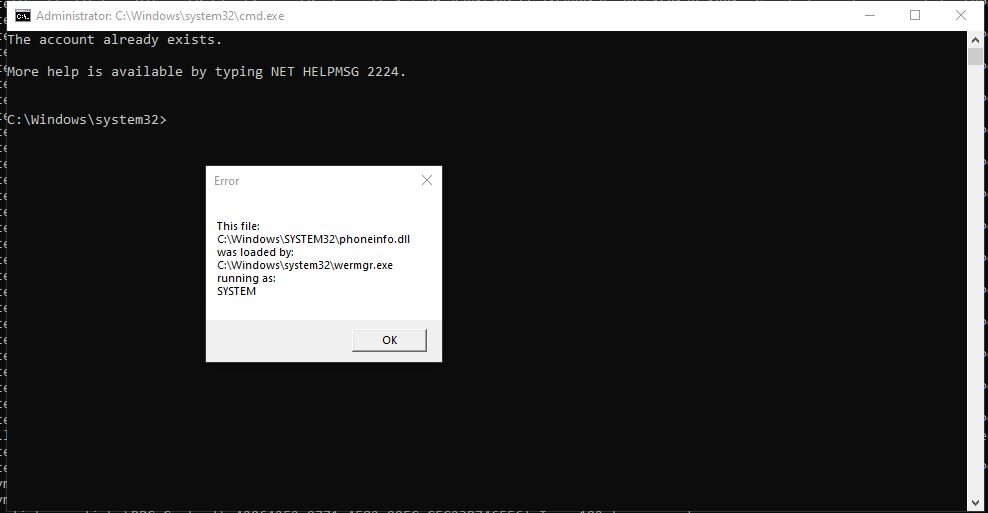 Administrator: C:\Windows\system32\cmd.exe
The account already exists.
More help is available by typing NET HELPMSG 2224.
C:\Windows\system32>
Error
This file:
C:\Windows\SYSTEM32\phoneinfo.dll
was loaded by:
C:\Windows\system32\wermgr.exe
running as:
SYSTEM
OK